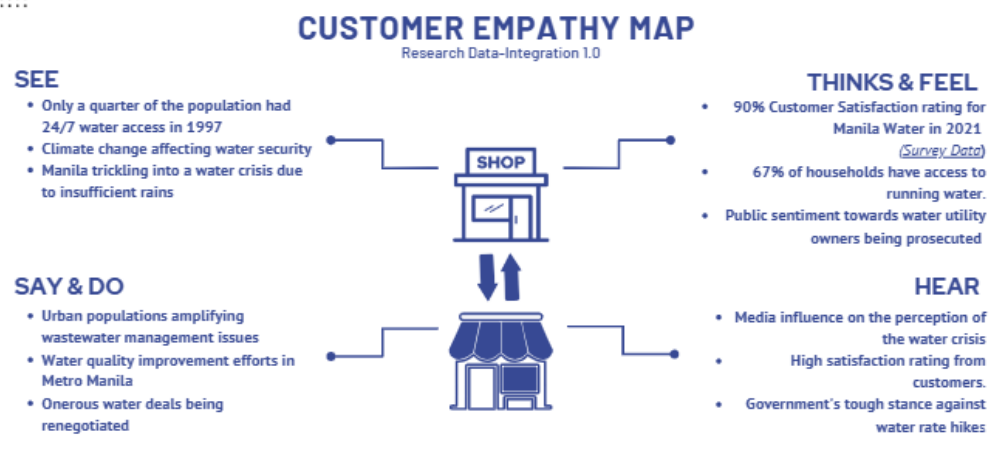 CUSTOMER EMPATHY MAP
Research Data-Integration 1.0
SEE
• Only a quarter of the population had
24/7 water access in 1997
• Climate change affecting water security
• Manila trickling into a water crisis due
to insufficient rains
THINKS & FEEL
• 90% Customer Satisfaction rating for
Manila Water in 2021
(Survey Data)
• 67% of households have access to
running water.
• Public sentiment towards water utility
owners being prosecuted
SHOP
SAY & DO
• Urban populations amplifying
wastewater management issues
• Water quality improvement efforts in
Metro Manila
• Onerous water deals being
renegotiated
HEAR
• Media influence on the perception of
the water crisis
• High satisfaction rating from
customers.
• Government's tough stance against
water rate hikes